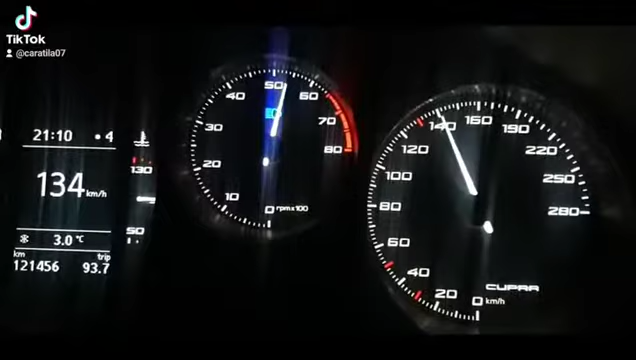 TikTok
@caratila07
21:10 • 4
134 km/h
3.0 °C
km trip
121456 93.7
130
50
0 10 20 30 40 50 60 70 80
rpm x100
0 20 40 60 80 100 120 140 160 190 220 250 280
km/h
CUPRA